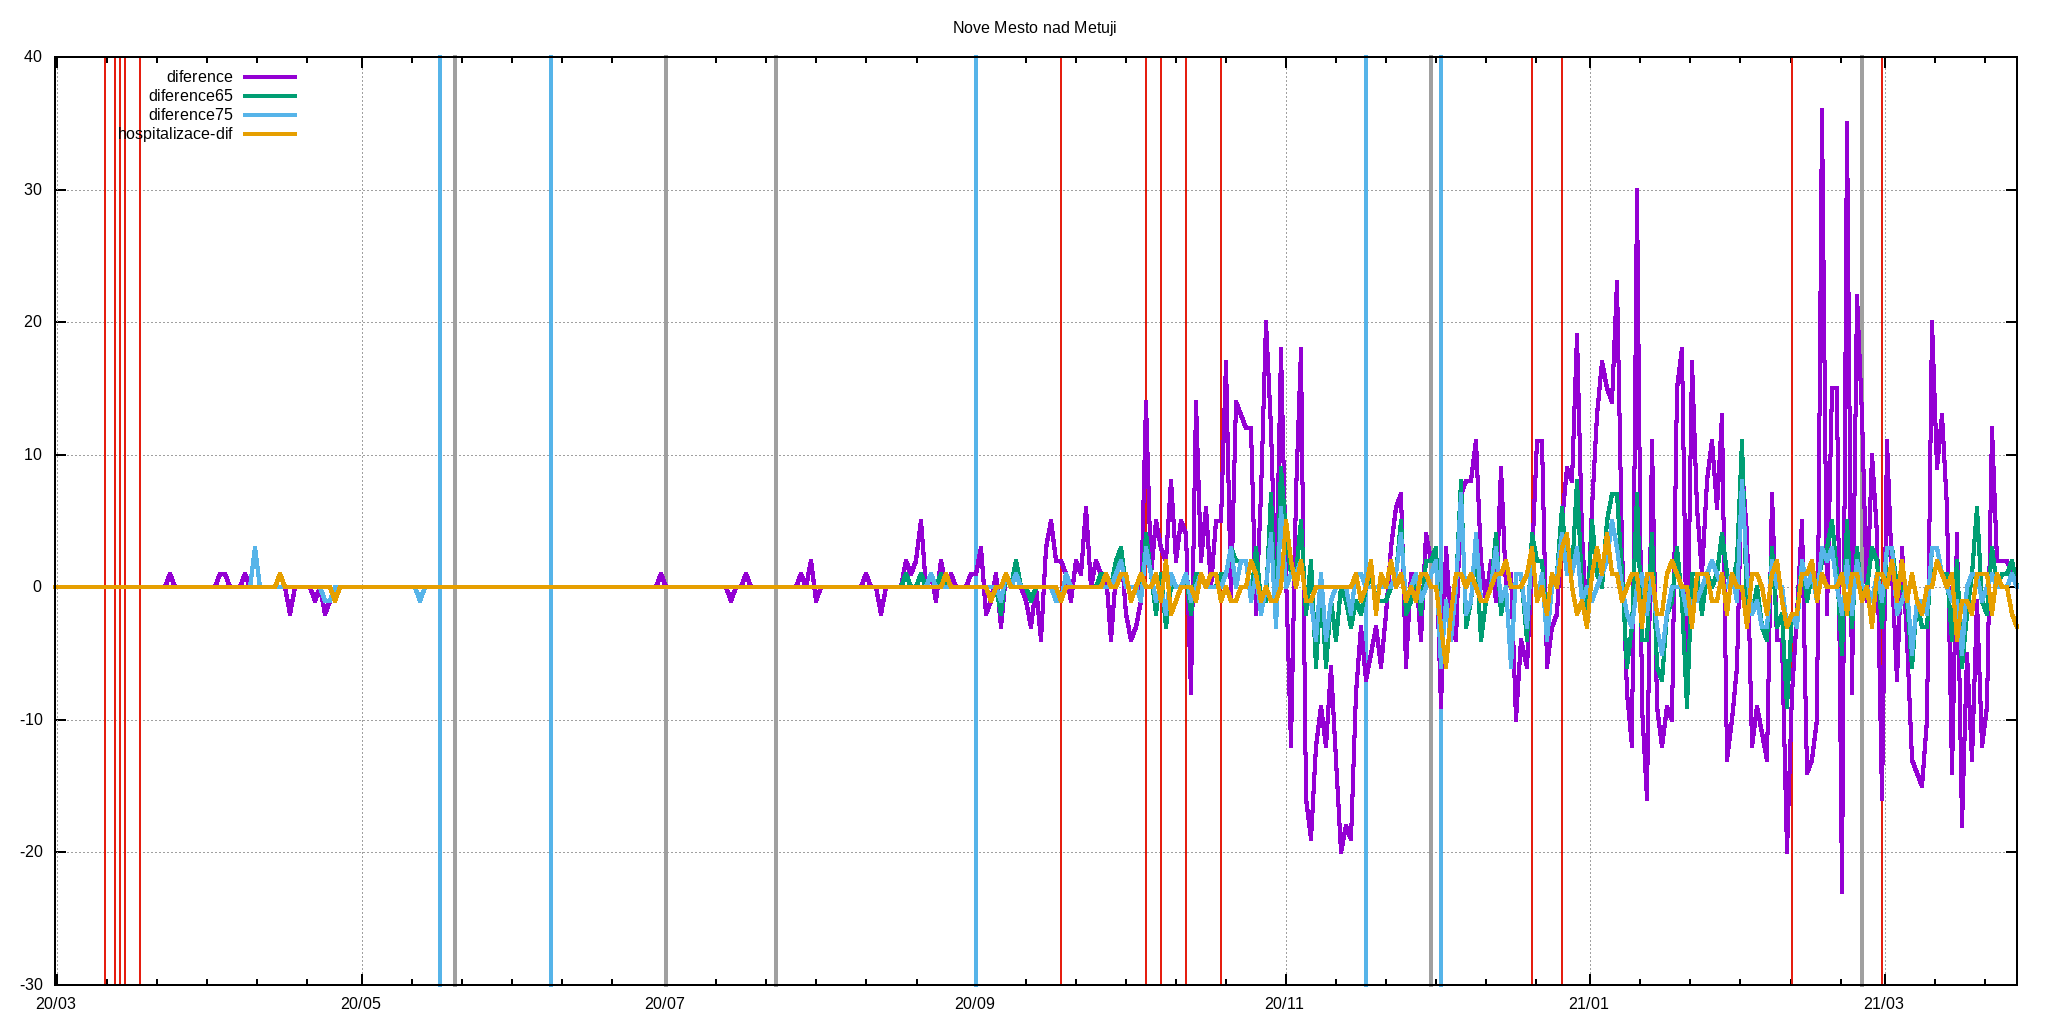 Nove Mesto nad Metuji
40
30
20
10
0
-10
-20
-30
diference
diference65
diference75
hospitalizace-dif
20/03 20/05 20/07 20/09 20/11 21/01 21/03